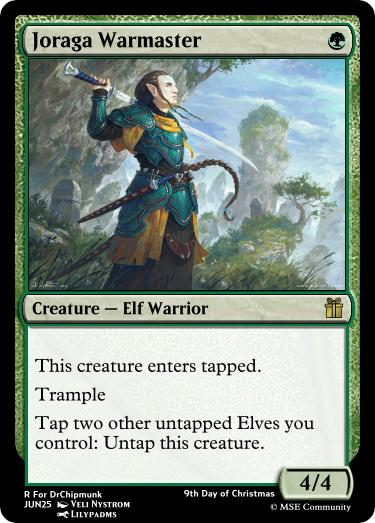 Joraga Warmaster
Creature — Elf Warrior
This creature enters tapped.
Trample
Tap two other untapped Elves you
control: Untap this creature.
4/4
R For DrChipmunk
9th Day of Christmas
JUN25 Veli Nystrom
© MSE Community
Lilypadms